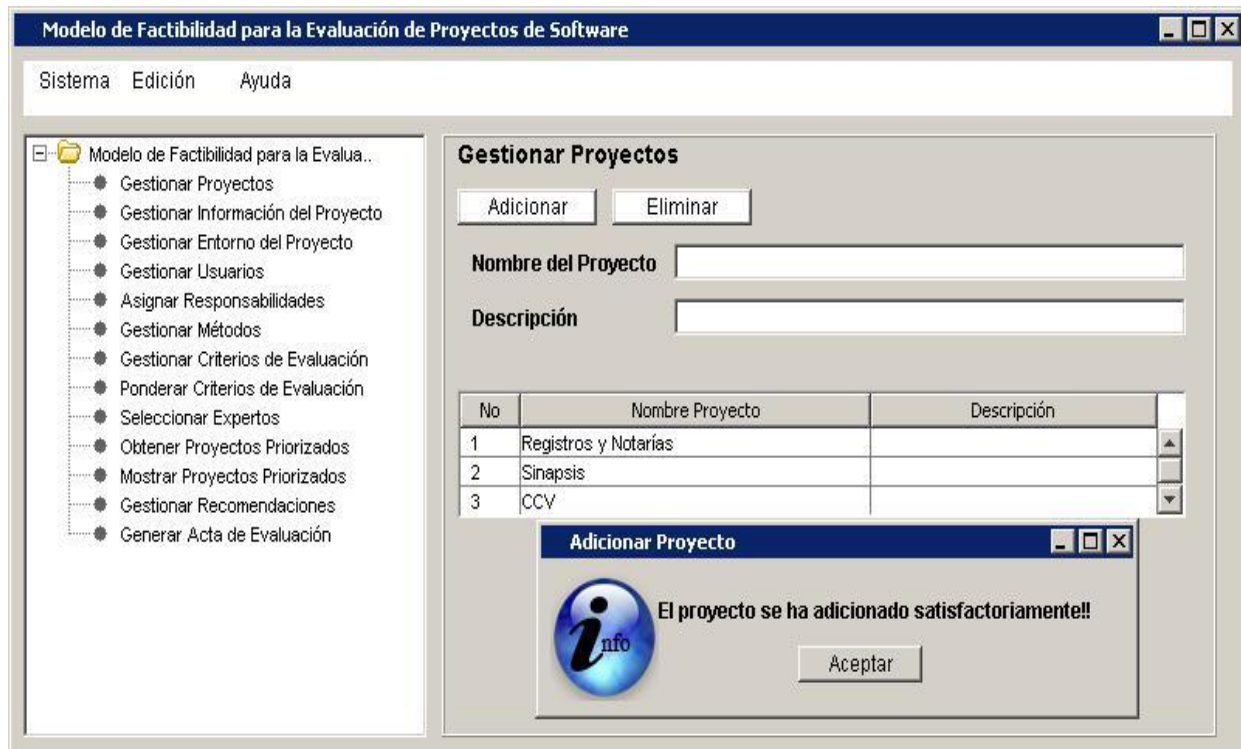 Modelo de Factibilidad para la Evaluación de Proyectos de Software
Sistema Edición Ayuda
Modelo de Factibilidad para la Evalua..
Gestionar Proyectos
Gestionar Información del Proyecto
Gestionar Entorno del Proyecto
Gestionar Usuarios
Asignar Responsabilidades
Gestionar Métodos
Gestionar Criterios de Evaluación
Ponderar Criterios de Evaluación
Seleccionar Expertos
Obtener Proyectos Priorizados
Mostrar Proyectos Priorizados
Gestionar Recomendaciones
Generar Acta de Evaluación
Gestionar Proyectos
Adicionar Eliminar
Nombre del Proyecto
Descripción
No Nombre Proyecto Descripción
1 Registros y Notarías
2 Sinapsis
3 CCV
Adicionar Proyecto
El proyecto se ha adicionado satisfactoriamente!!
info
Aceptar